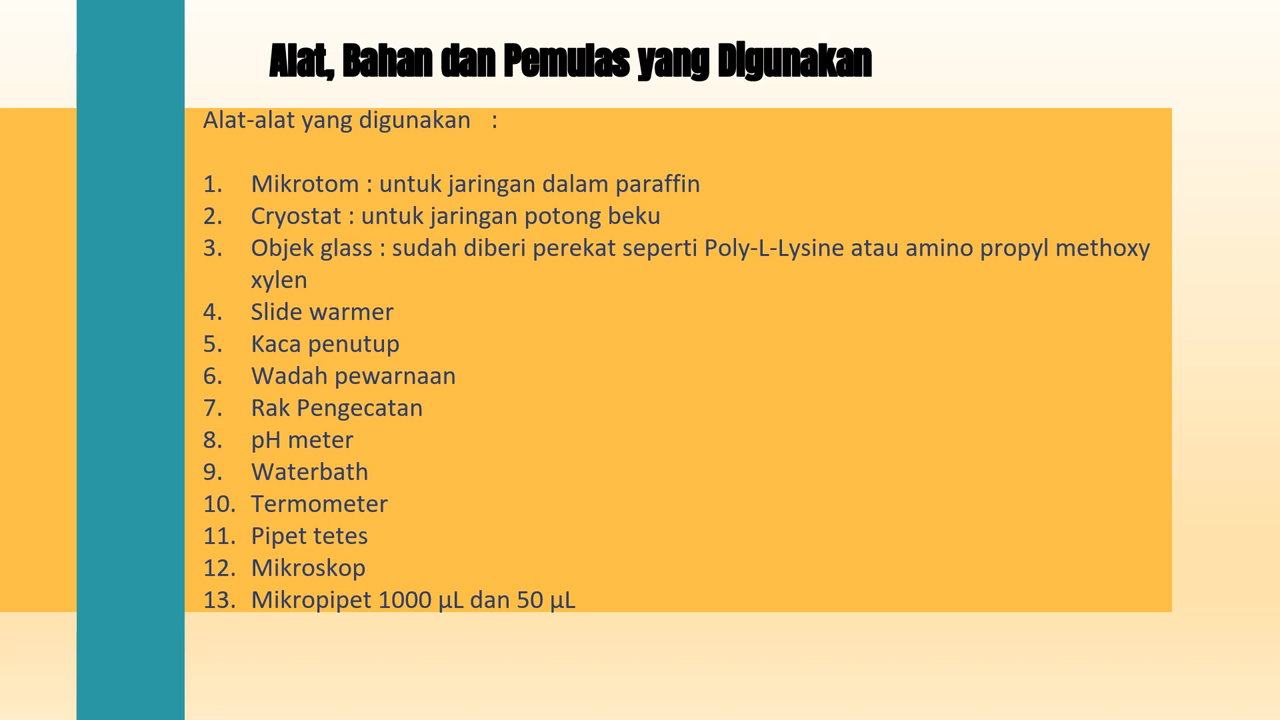 Alat, Bahan dan Pemulas yang Digunakan
Alat-alat yang digunakan :
1. Mikrotom : untuk jaringan dalam paraffin
2. Cryostat : untuk jaringan potong beku
3. Objek glass : sudah diberi perekat seperti Poly-L-Lysine atau amino propyl methoxy
xylen
4. Slide warmer
5. Kaca penutup
6. Wadah pewarnaan
7. Rak Pengecatan
8. pH meter
9. Waterbath
10. Termometer
11. Pipet tetes
12. Mikroskop
13. Mikropipet 1000 µL dan 50 µL